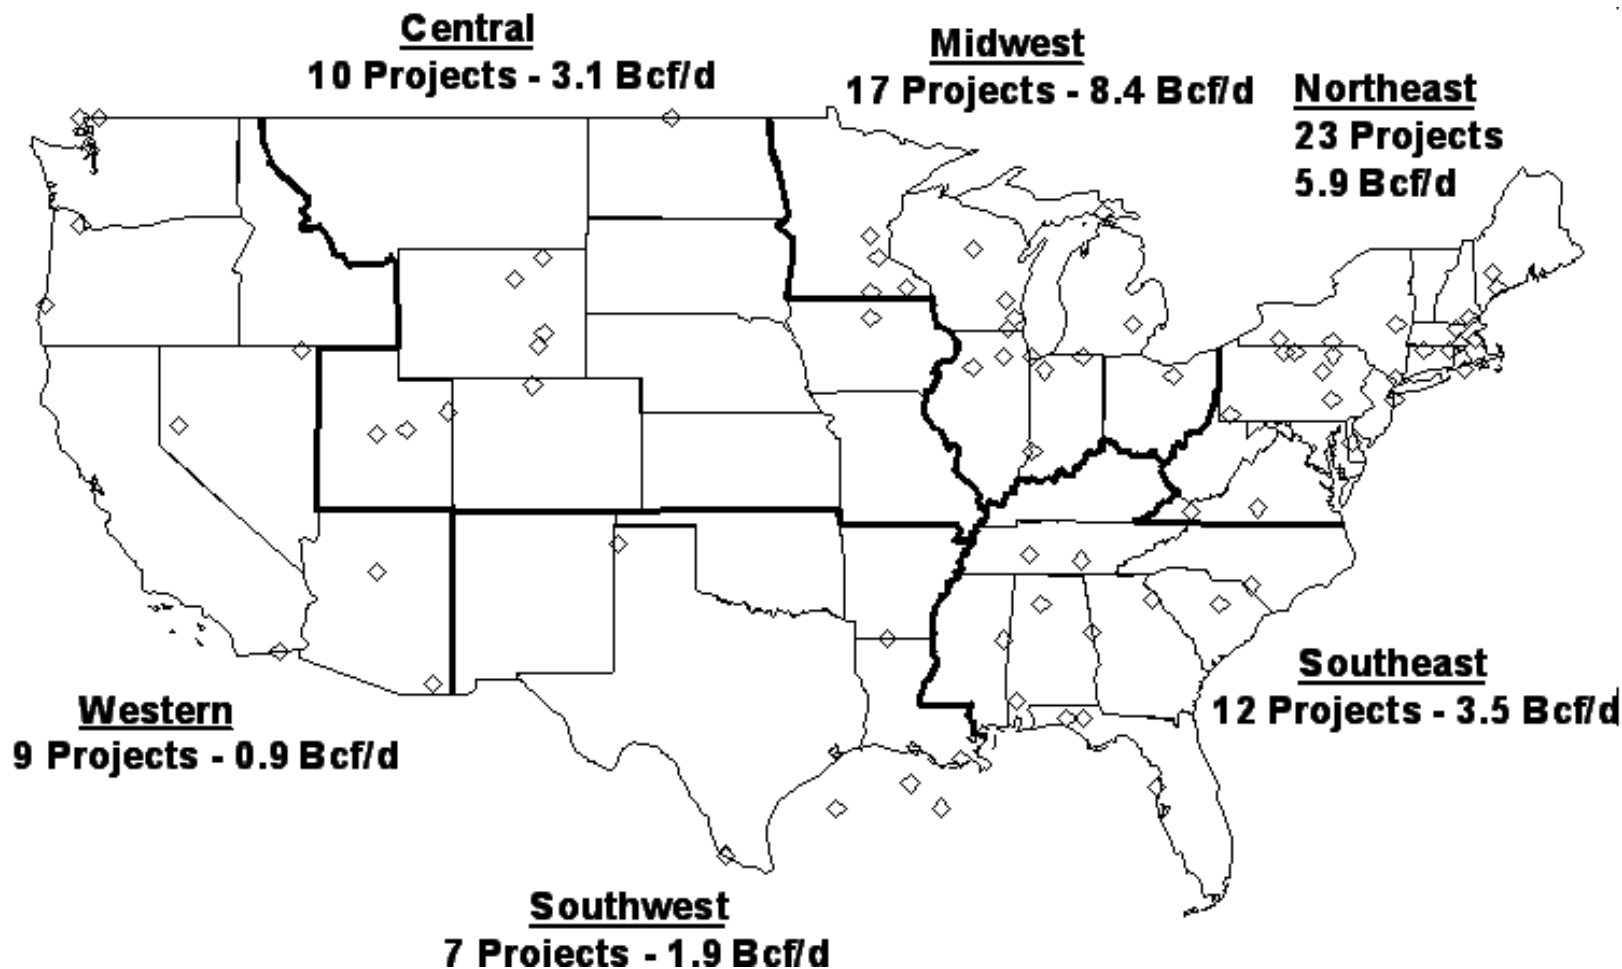 Central
10 Projects - 3.1 Bcf/d
Midwest
17 Projects - 8.4 Bcf/d
Northeast
23 Projects
5.9 Bcf/d
Southeast
12 Projects - 3.5 Bcf/d
Western
9 Projects - 0.9 Bcf/d
Southwest
7 Projects - 1.9 Bcf/d